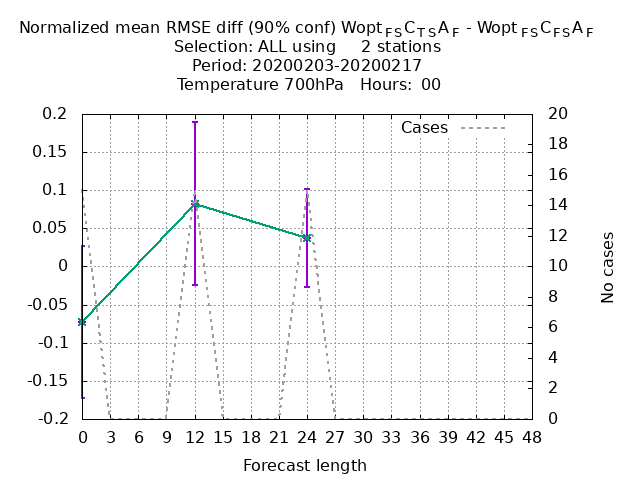 Normalized mean RMSE diff (90% conf) Wopt FS C TS A F - Wopt FS C FS A F
Selection: ALL using 2 stations
Period: 20200203-20200217
Temperature 700hPa Hours: 00
Cases
0.2
0.15
0.1
0.05
0
-0.05
-0.1
-0.15
-0.2
20
18
16
14
12
10
8
6
4
2
0
No cases
0 3 6 9 12 15 18 21 24 27 30 33 36 39 42 45 48
Forecast length